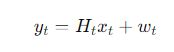 y_t = H_t x_t + w_t